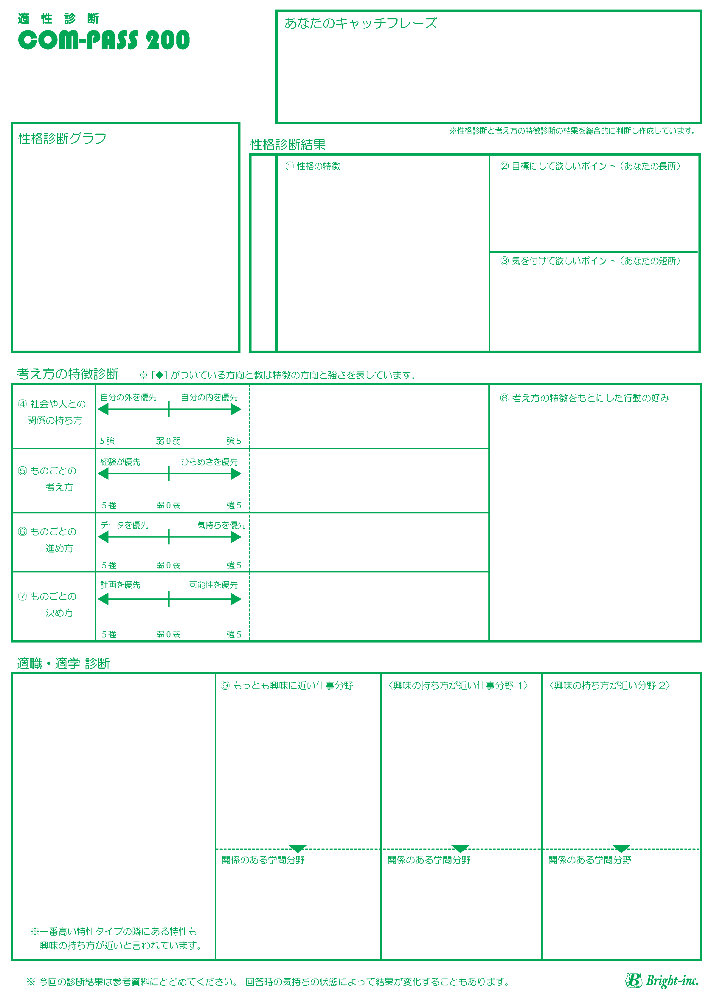 適 性 診 断
COM-PASS 200
あなたのキャッチフレーズ
※性格診断と考え方の特徴診断の結果を総合的に判断し作成しています。
性格診断グラフ
性格診断結果
① 性格の特徴
② 目標にして欲しいポイント（あなたの長所）
③ 気を付けて欲しいポイント（あなたの短所）
考え方の特徴診断
※ [◆] がついている方向と数は特徴の方向と強さを表しています。
④ 社会や人との
関係の持ち方
自分の外を優先 自分の内を優先
5 強 弱 0 弱 強 5
⑤ ものごとの
考え方
経験が優先 ひらめきを優先
5 強 弱 0 弱 強 5
⑥ ものごとの
進め方
データを優先 気持ちを優先
5 強 弱 0 弱 強 5
⑦ ものごとの
決め方
計画を優先 可能性を優先
5 強 弱 0 弱 強 5
⑧ 考え方の特徴をもとにした行動の好み
適職・適学 診断
⑨ もっとも興味に近い仕事分野
〈興味の持ち方が近い仕事分野 1〉
〈興味の持ち方が近い分野 2〉
関係のある学問分野
関係のある学問分野
関係のある学問分野
※一番高い特性タイプの隣にある特性も
興味の持ち方が近いと言われています。
※ 今回の診断結果は参考資料にとどめてください。 回答時の気持ちの状態によって結果が変化することもあります。
B Bright-inc.